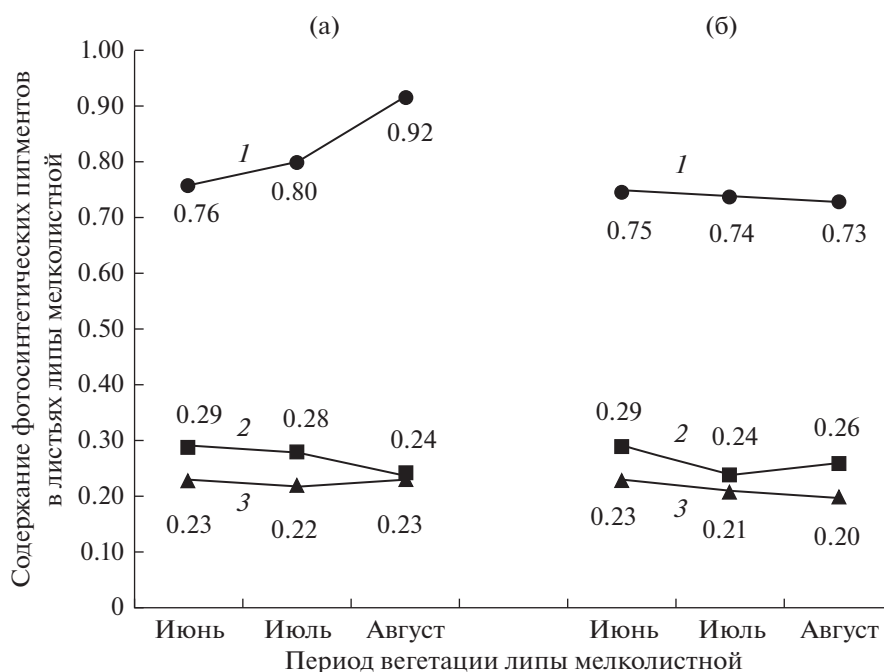 (а) (б)
Содержание фотосинтетических пигментов
в листьях липы мелколистной
1.00
0.90
0.80
0.70
0.60
0.50
0.40
0.30
0.20
0.10
0
1
0.76 0.80 0.92
2
0.29 0.28 0.24
3
0.23 0.22 0.23
1
0.75 0.74 0.73
2
0.29 0.24 0.26
3
0.23 0.21 0.20
Июнь Июль Август Июнь Июль Август
Период вегетации липы мелколистной